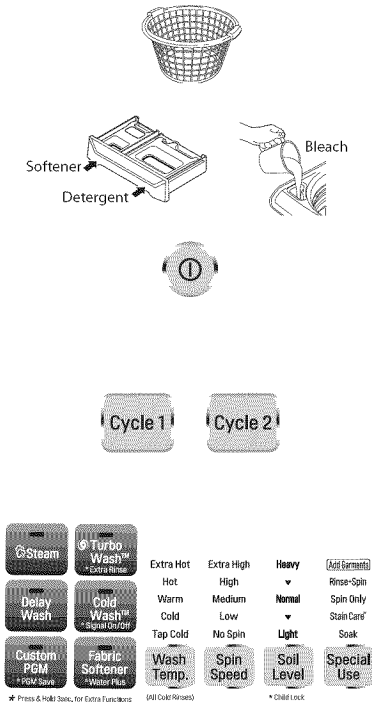 Softener
Detergent
Bleach
Cycle 1
Cycle 2
Steam
Turbo
Wash™
* Extra Rinse
Delay
Wash
Cold
Wash™
* Signal On/Off
Custom
PGM
* PGM Save
Fabric
Softener
* Water Plus
* Press & Hold 3sec. for Extra Functions
Extra Hot
Hot
Warm
Cold
Tap Cold
Wash
Temp.
(All Cold Rinses)
Extra High
High
Medium
Low
No Spin
Spin
Speed
Heavy
Normal
Light
Soil
Level
* Child Lock
Add Garments
Rinse+Spin
Spin Only
Stain Care™
Soak
Special
Use